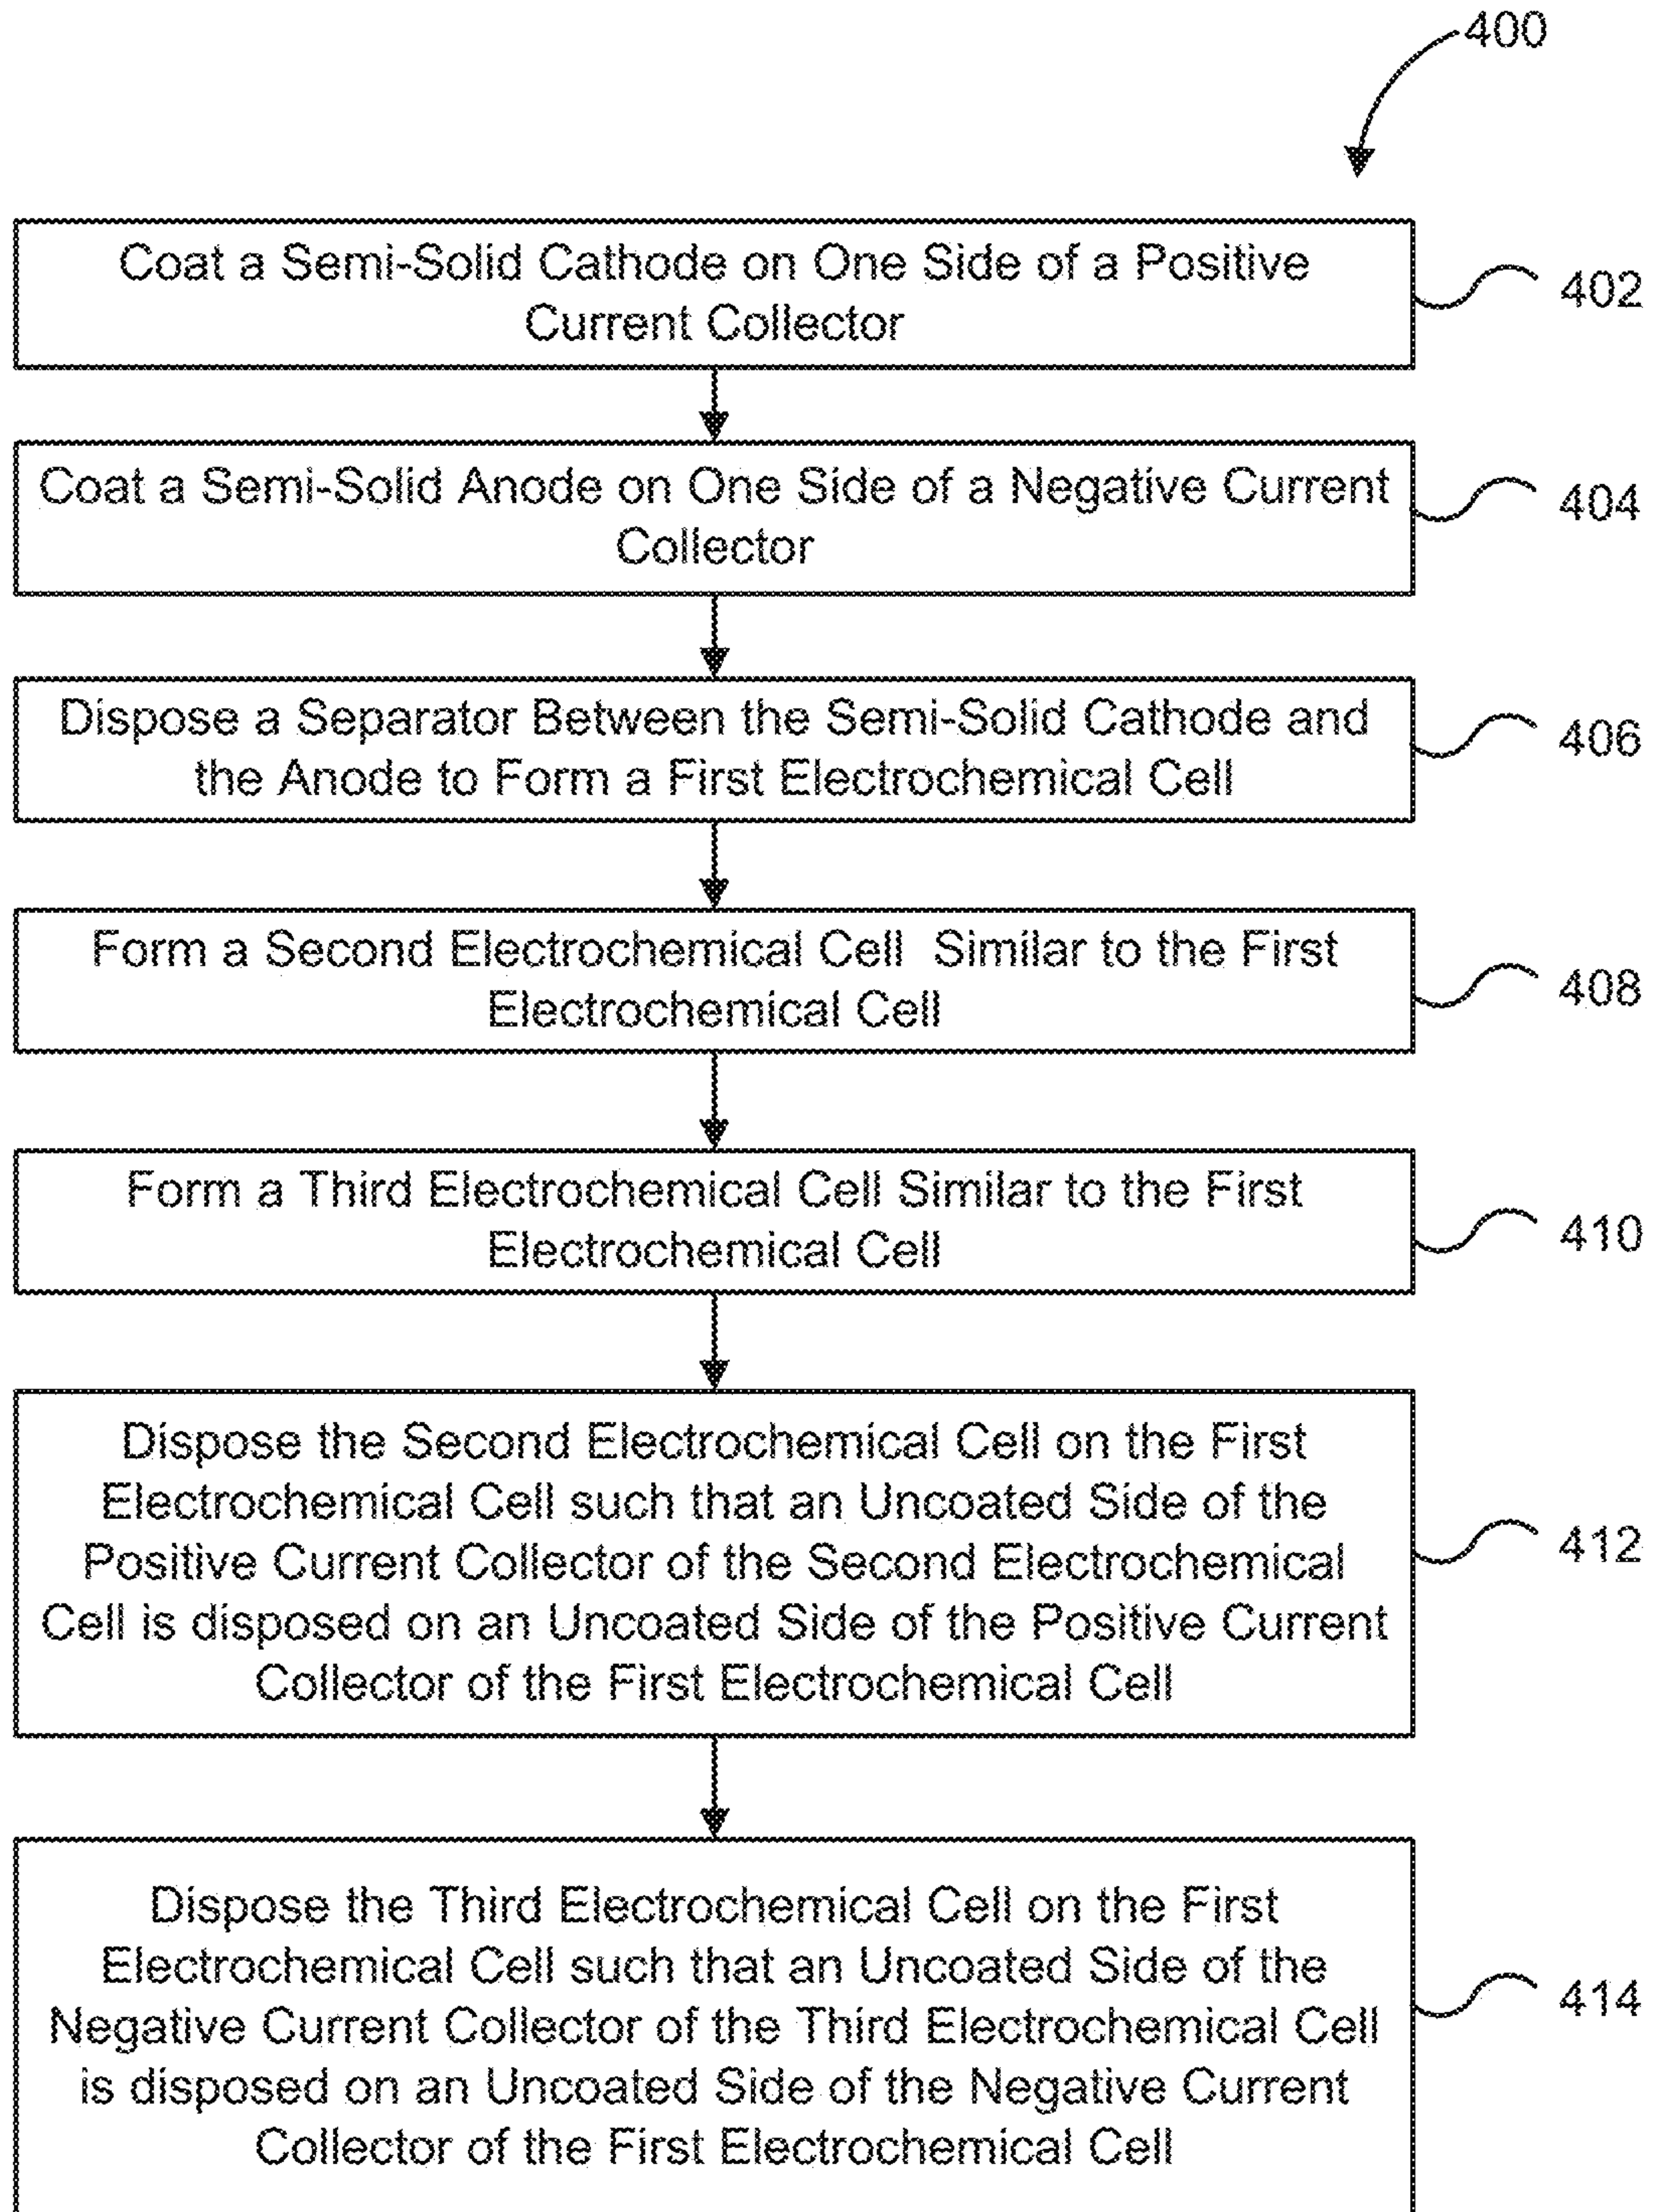 400
Coat a Semi-Solid Cathode on One Side of a Positive
Current Collector
402
Coat a Semi-Solid Anode on One Side of a Negative Current
Collector
404
Dispose a Separator Between the Semi-Solid Cathode and
the Anode to Form a First Electrochemical Cell
406
Form a Second Electrochemical Cell Similar to the First
Electrochemical Cell
408
Form a Third Electrochemical Cell Similar to the First
Electrochemical Cell
410
Dispose the Second Electrochemical Cell on the First
Electrochemical Cell such that an Uncoated Side of the
Positive Current Collector of the Second Electrochemical
Cell is disposed on an Uncoated Side of the Positive Current
Collector of the First Electrochemical Cell
412
Dispose the Third Electrochemical Cell on the First
Electrochemical Cell such that an Uncoated Side of the
Negative Current Collector of the Third Electrochemical Cell
is disposed on an Uncoated Side of the Negative Current
Collector of the First Electrochemical Cell
414